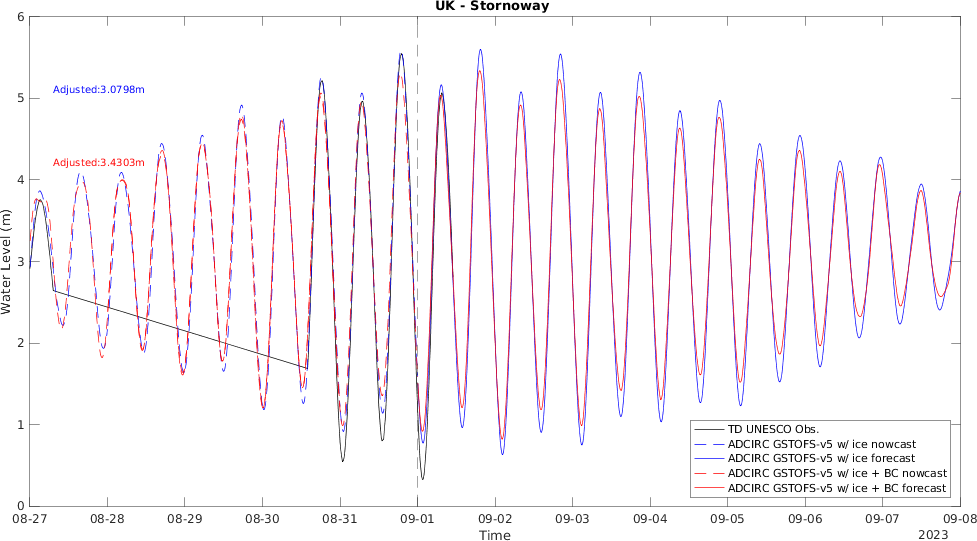 UK - Stornoway
6
5
4
3
2
1
0
Water Level (m)
Adjusted:3.0798m
Adjusted:3.4303m
TD UNESCO Obs.
ADCIRC GSTOFS-v5 w/ ice nowcast
ADCIRC GSTOFS-v5 w/ ice forecast
ADCIRC GSTOFS-v5 w/ ice + BC nowcast
ADCIRC GSTOFS-v5 w/ ice + BC forecast
08-27 08-28 08-29 08-30 08-31 09-01 09-02 09-03 09-04 09-05 09-06 09-07 09-08
Time
2023